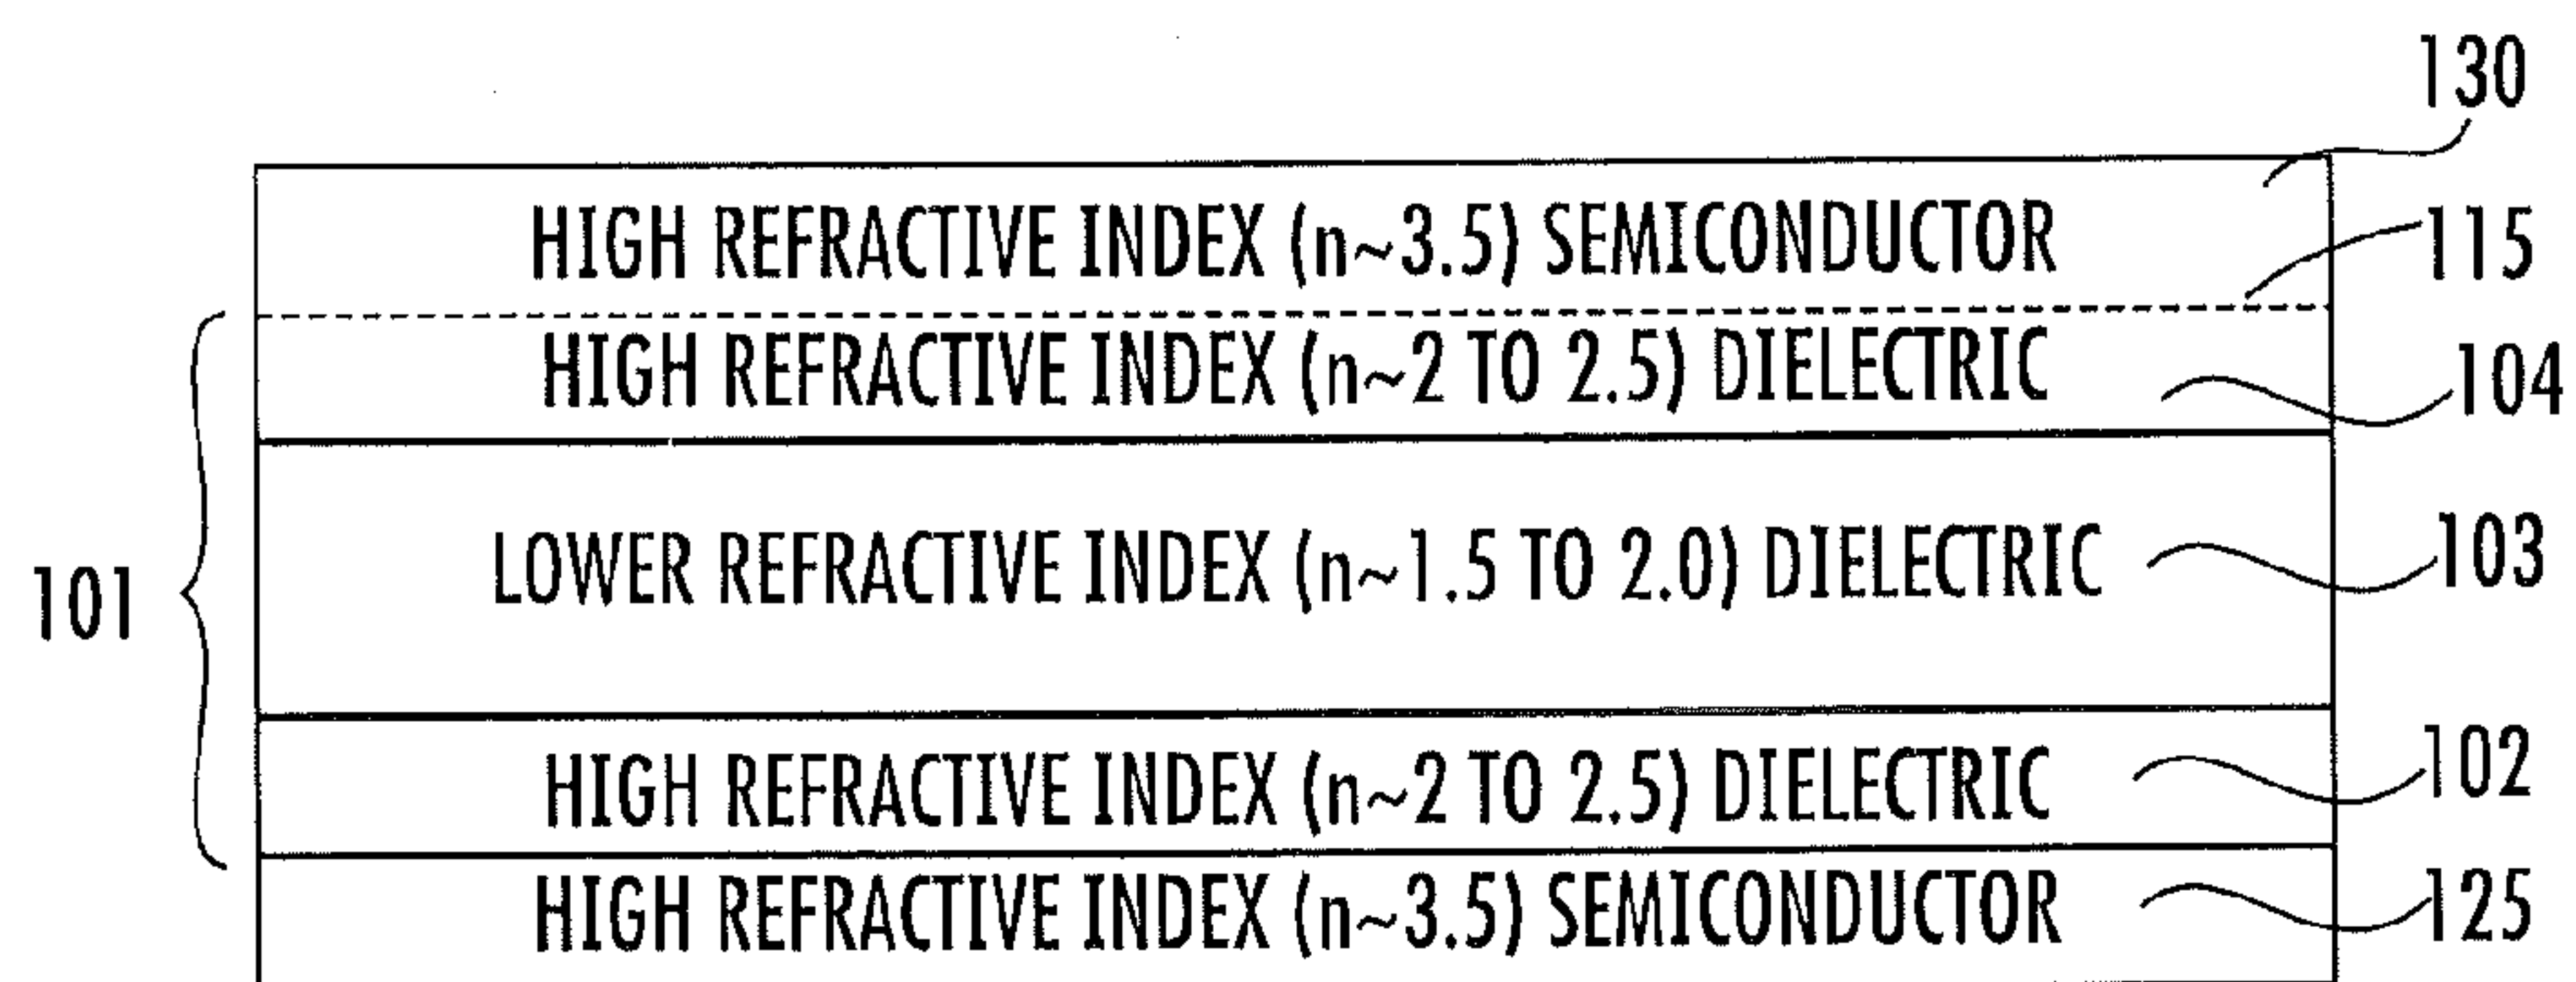 130
HIGH REFRACTIVE INDEX (n~3.5) SEMICONDUCTOR
115
HIGH REFRACTIVE INDEX (n~2 TO 2.5) DIELECTRIC
104
LOWER REFRACTIVE INDEX (n~1.5 TO 2.0) DIELECTRIC
103
101
HIGH REFRACTIVE INDEX (n~2 TO 2.5) DIELECTRIC
102
HIGH REFRACTIVE INDEX (n~3.5) SEMICONDUCTOR
125